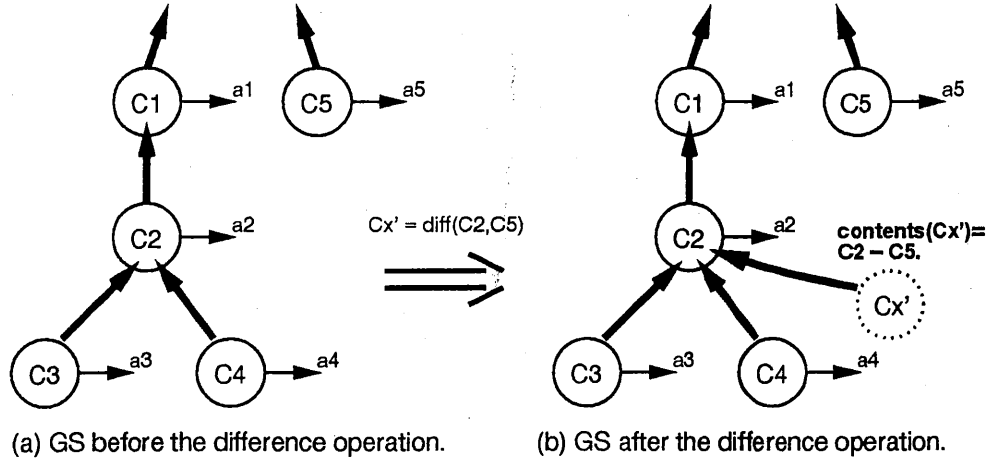 C1 a1 C5 a5
C1 a1 C5 a5
C2 a2
Cx' = diff(C2,C5)
C2 a2
contents(Cx')=
C2 – C5.
Cx'
C3 a3 C4 a4
C3 a3 C4 a4
(a) GS before the difference operation.
(b) GS after the difference operation.